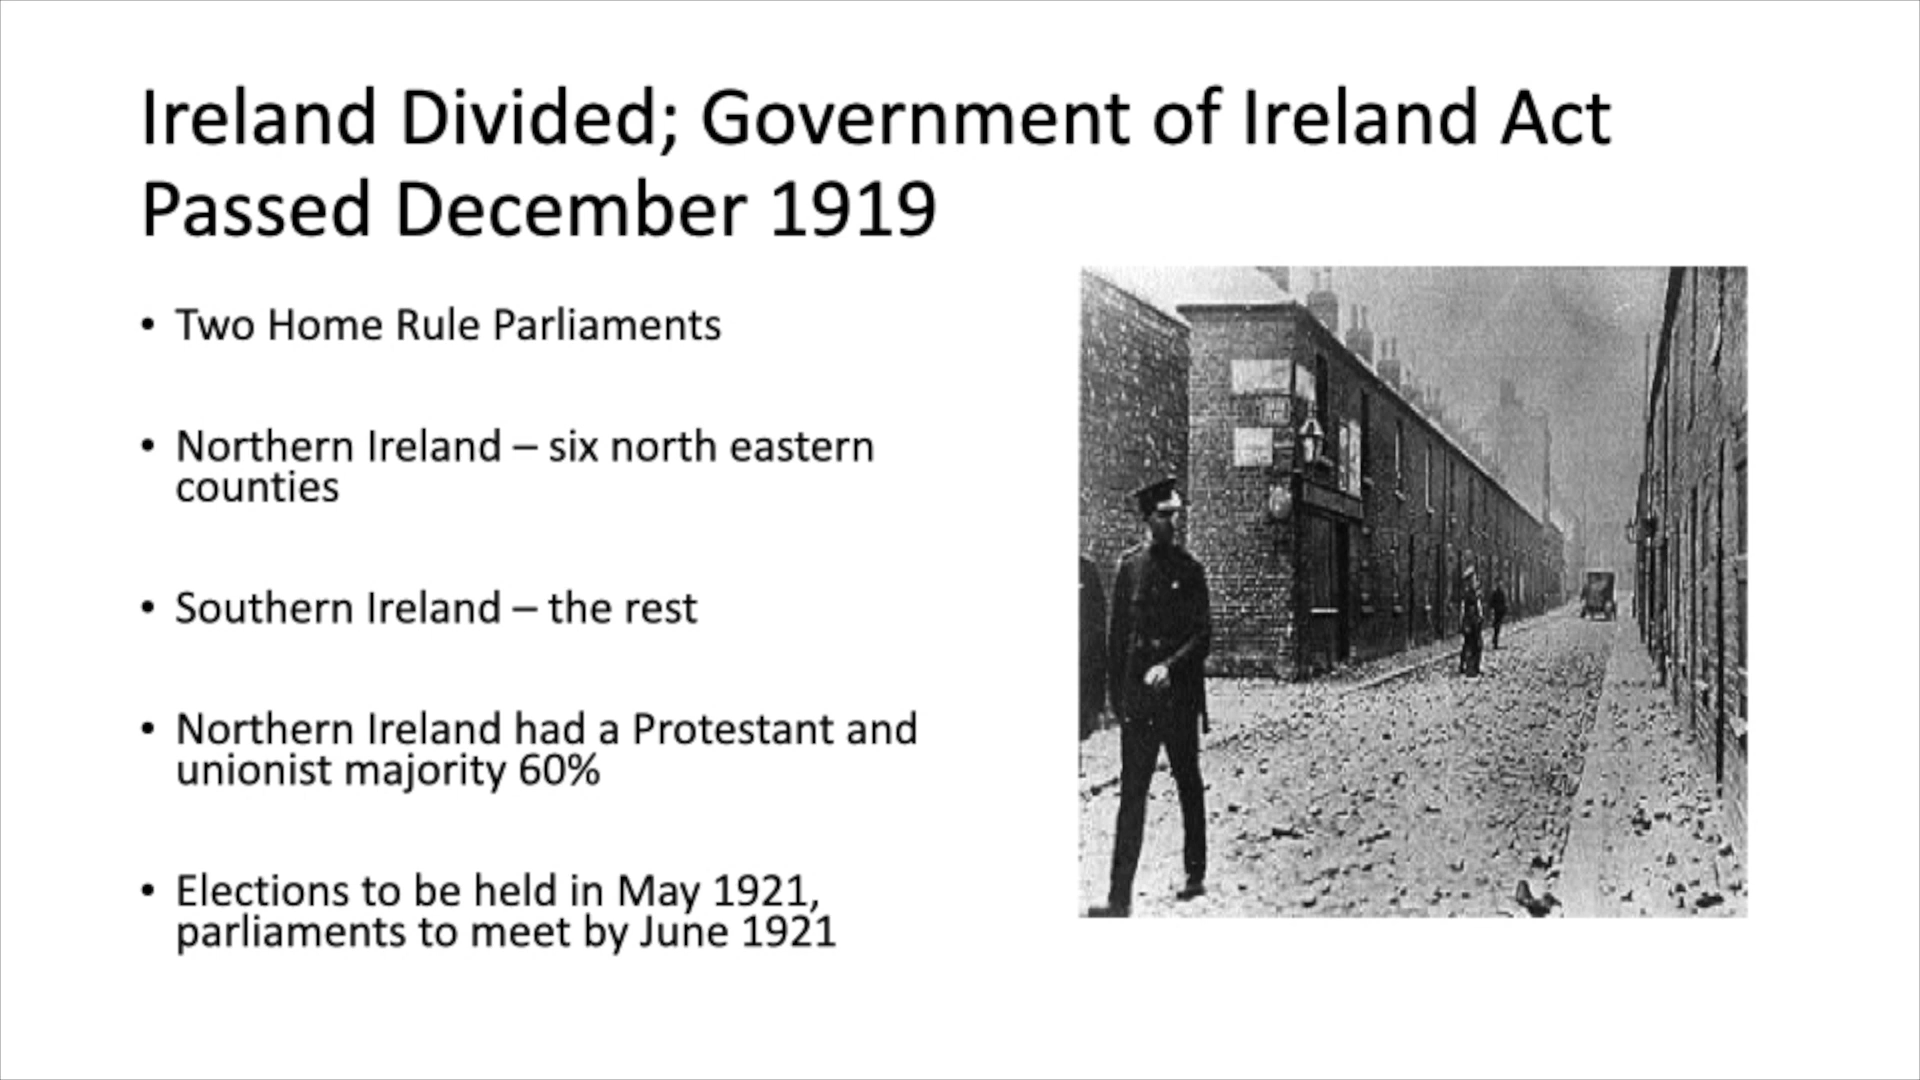 Ireland Divided; Government of Ireland Act
Passed December 1919
• Two Home Rule Parliaments
• Northern Ireland – six north eastern
counties
• Southern Ireland – the rest
• Northern Ireland had a Protestant and
unionist majority 60%
• Elections to be held in May 1921,
parliaments to meet by June 1921